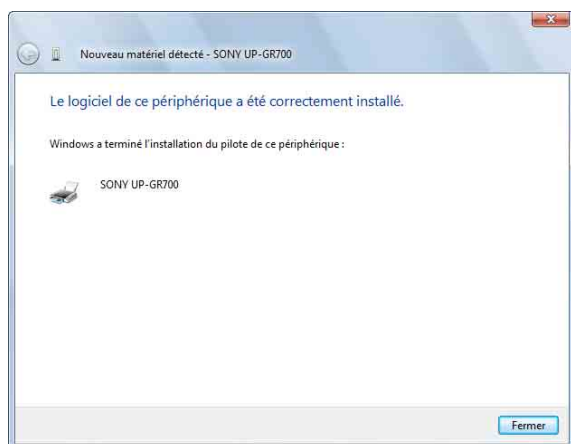 Nouveau matériel détecté - SONY UP-GR700
Le logiciel de ce périphérique a été correctement installé.
Windows a terminé l'installation du pilote de ce périphérique :
SONY UP-GR700
Fermer